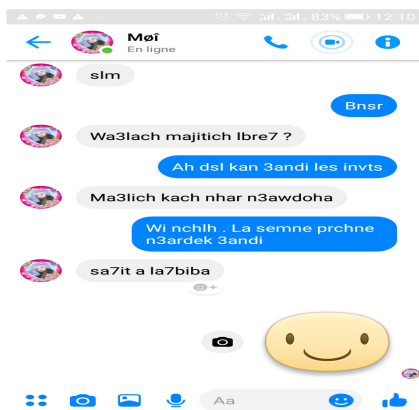 83% 12:10
Møî
En ligne
slm
Bnsr
Wa3lach majitich lbre7 ?
Ah dsl kan 3andi les invts
Ma3lich kach nhar n3awdoha
Wi nchlh . La semne prchne
n3ardek 3andi
sa7it a la7biba
Aa